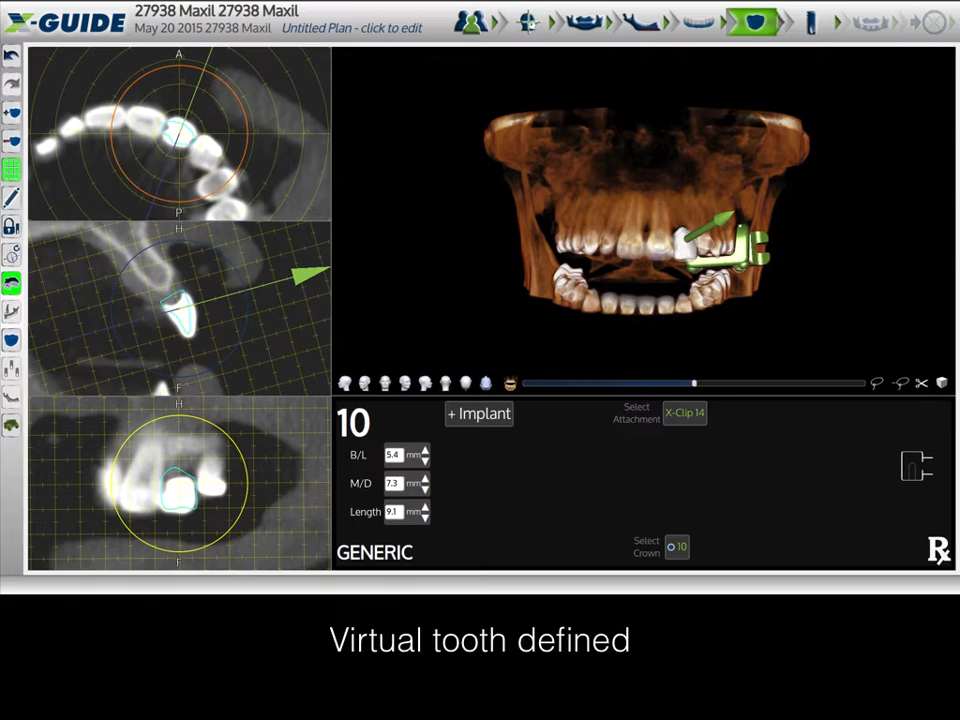 X-GUIDE
27938 Maxil 27938 Maxil
May 20 2015 27938 Maxil Untitled Plan - click to edit
A
P
H
F
H
F
10
+ Implant
Select Attachment X-Clip 14
B/L 5.4 mm
M/D 7.3 mm
Length 9.1 mm
GENERIC
Select Crown 10
Rx
Virtual tooth defined